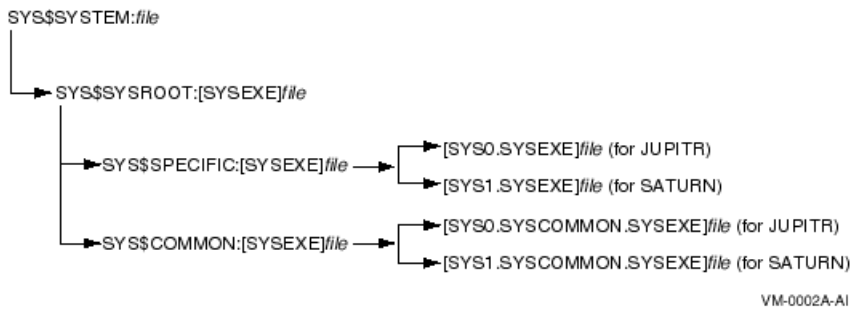 SYS$SYSTEM:file
SYS$SYSROOT:[SYSEXE]file
SYS$SPECIFIC:[SYSEXE]file
[SYS0.SYSEXE]file (for JUPITR)
[SYS1.SYSEXE]file (for SATURN)
SYS$COMMON:[SYSEXE]file
[SYS0.SYSCOMMON.SYSEXE]file (for JUPITR)
[SYS1.SYSCOMMON.SYSEXE]file (for SATURN)
VM-0002A-AI